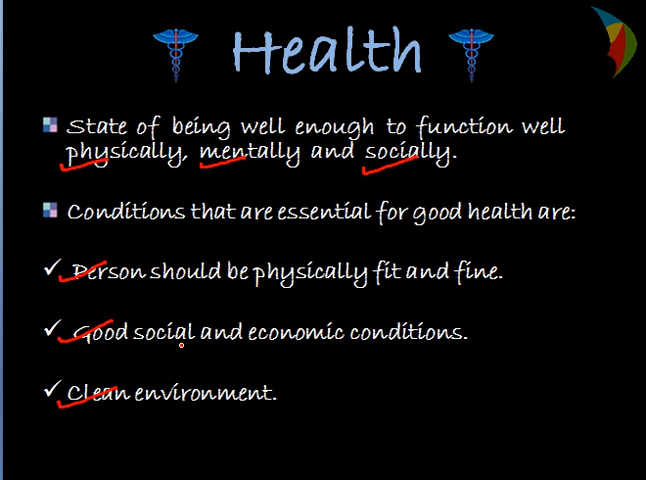 Health
State of being well enough to function well
physically, mentally and socially.
Conditions that are essential for good health are:
Person should be physically fit and fine.
Good social and economic conditions.
Clean environment.